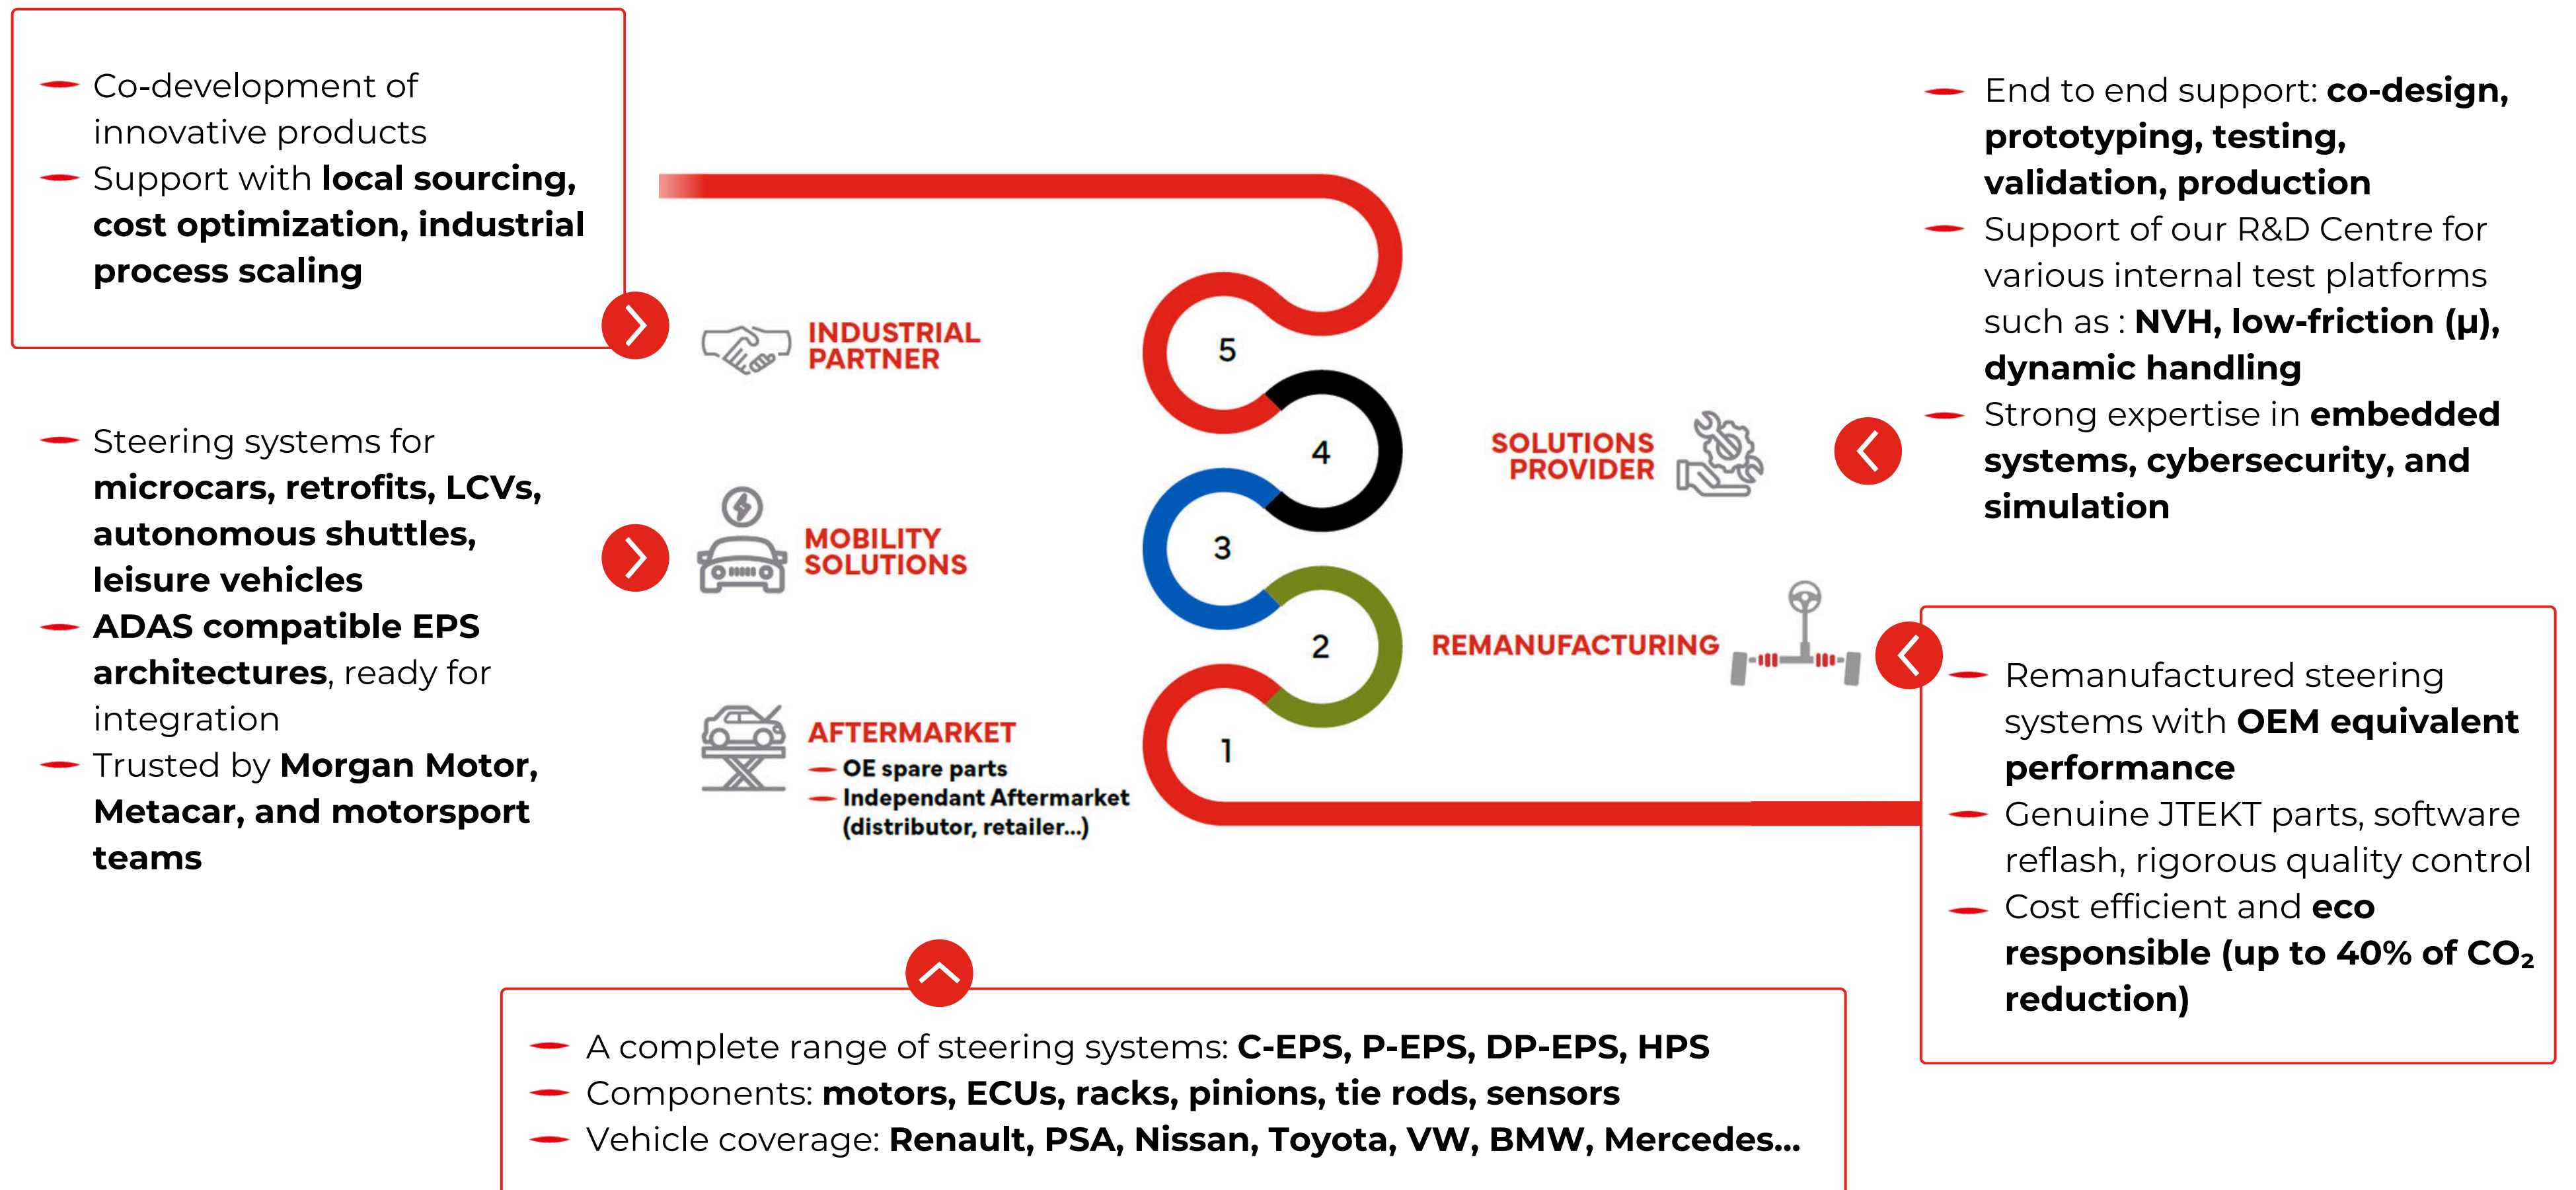 Co-development of
innovative products
Support with local sourcing,
cost optimization, industrial
process scaling
INDUSTRIAL
PARTNER
5
Steering systems for
microcars, retrofits, LCVs,
autonomous shuttles,
leisure vehicles
ADAS compatible EPS
architectures, ready for
integration
Trusted by Morgan Motor,
Metacar, and motorsport
teams
MOBILITY
SOLUTIONS
3
AFTERMARKET
OE spare parts
Independant Aftermarket
(distributor, retailer...)
1
4
SOLUTIONS
PROVIDER
End to end support: co-design,
prototyping, testing,
validation, production
Support of our R&D Centre for
various internal test platforms
such as : NVH, low-friction (μ),
dynamic handling
Strong expertise in embedded
systems, cybersecurity, and
simulation
2
REMANUFACTURING
Remanufactured steering
systems with OEM equivalent
performance
Genuine JTEKT parts, software
reflash, rigorous quality control
Cost efficient and eco
responsible (up to 40% of CO₂
reduction)
A complete range of steering systems: C-EPS, P-EPS, DP-EPS, HPS
Components: motors, ECUs, racks, pinions, tie rods, sensors
Vehicle coverage: Renault, PSA, Nissan, Toyota, VW, BMW, Mercedes...